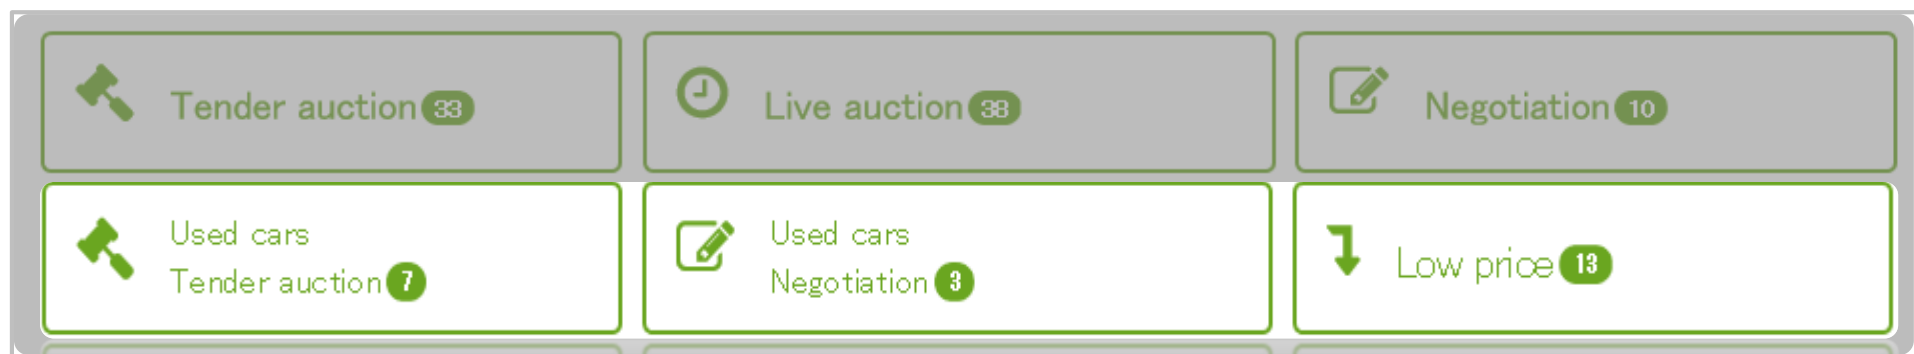 Tender auction 33
Live auction 38
Negotiation 10
Used cars
Tender auction 7
Used cars
Negotiation 3
Low price 13